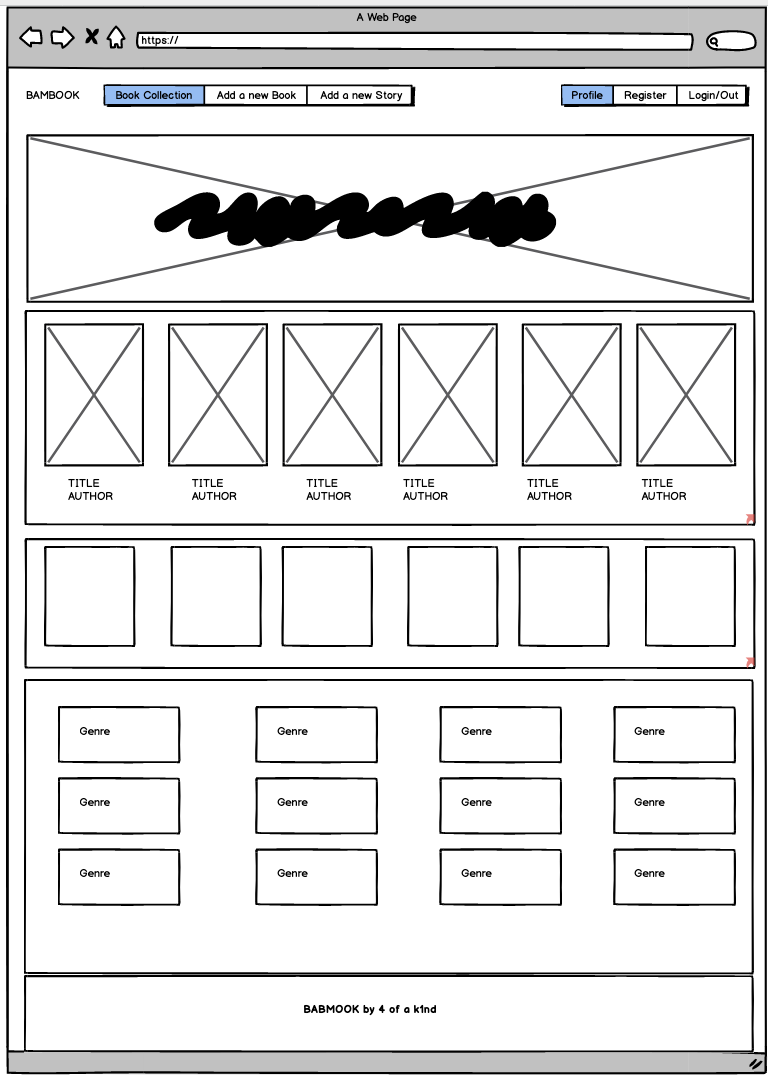 A Web Page
https://
BAMBOOK Book Collection Add a new Book Add a new Story Profile Register Login/Out
TITLE TITLE TITLE TITLE TITLE TITLE
AUTHOR AUTHOR AUTHOR AUTHOR AUTHOR AUTHOR
Genre Genre Genre Genre
Genre Genre Genre Genre
Genre Genre Genre Genre
BABMOOK by 4 of a k1nd